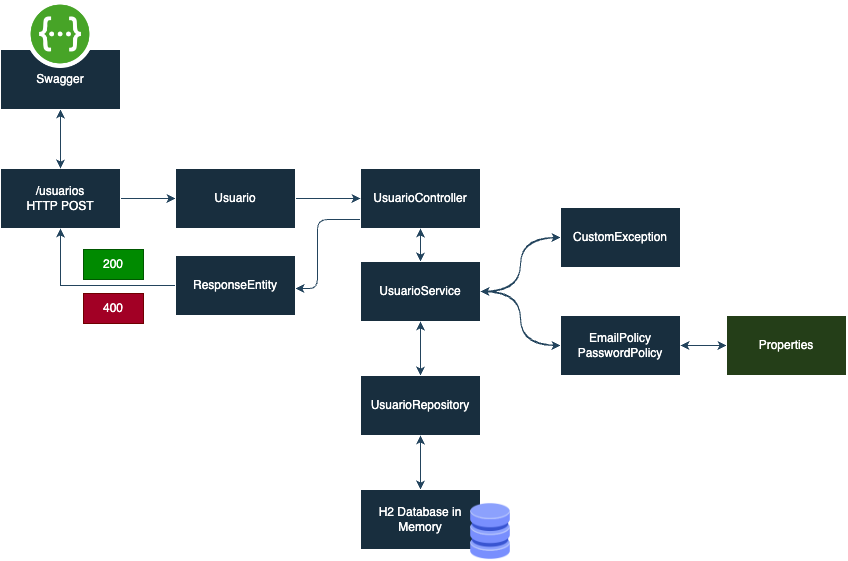 {···}
Swagger
/usuarios
HTTP POST
Usuario
UsuarioController
CustomException
200
ResponseEntity
UsuarioService
400
EmailPolicy
PasswordPolicy
Properties
UsuarioRepository
H2 Database in
Memory